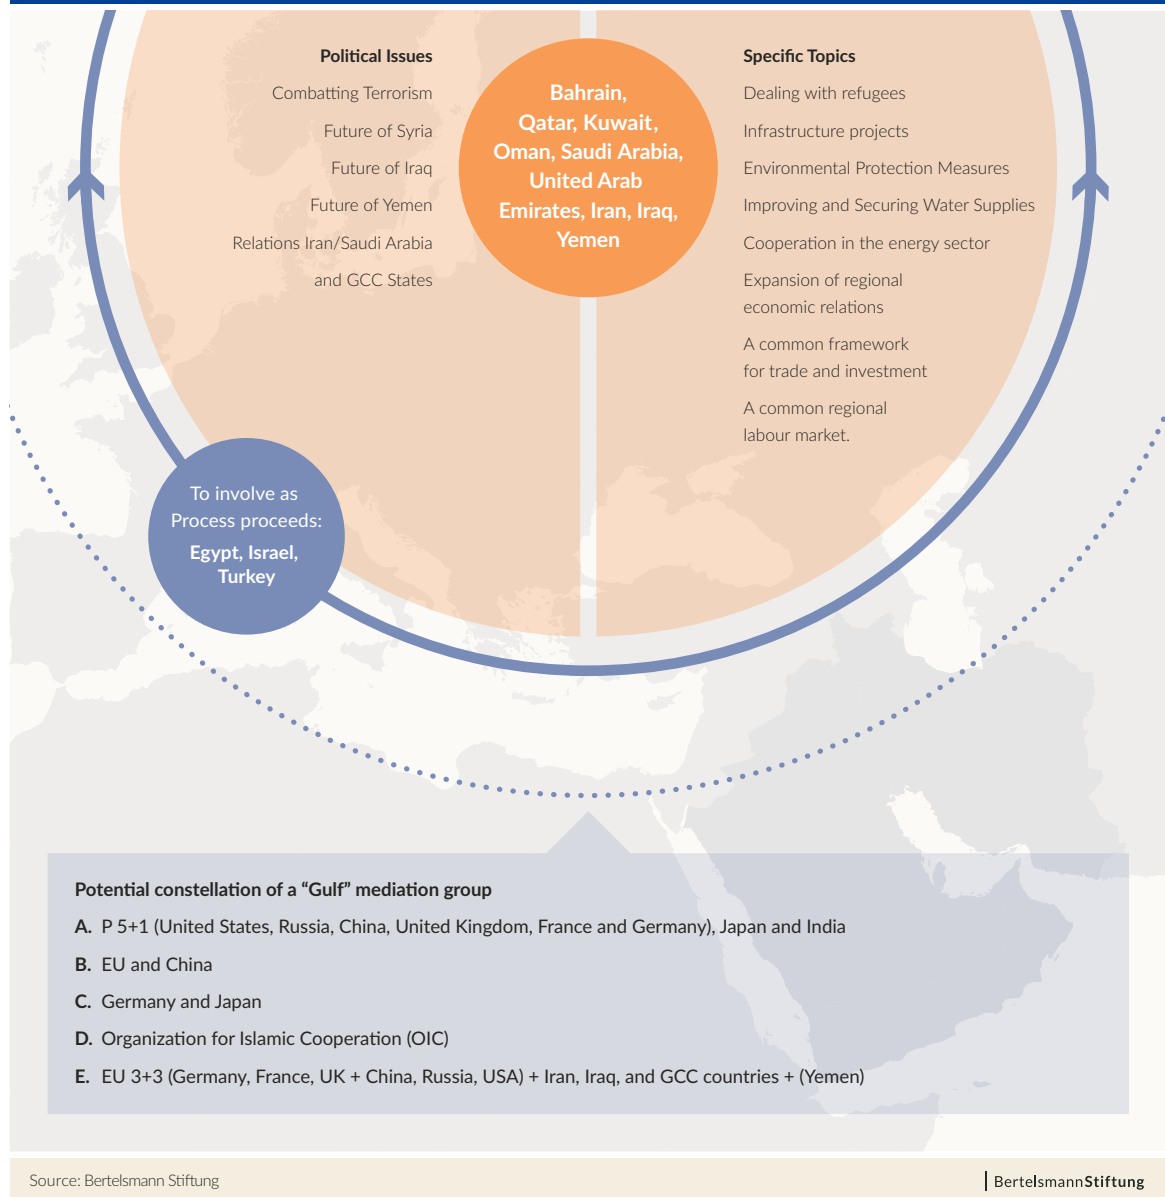 Political Issues
Combatting Terrorism
Future of Syria
Future of Iraq
Future of Yemen
Relations Iran/Saudi Arabia
and GCC States
Bahrain,
Qatar, Kuwait,
Oman, Saudi Arabia,
United Arab
Emirates, Iran, Iraq,
Yemen
Specific Topics
Dealing with refugees
Infrastructure projects
Environmental Protection Measures
Improving and Securing Water Supplies
Cooperation in the energy sector
Expansion of regional
economic relations
A common framework
for trade and investment
A common regional
labour market.
To involve as
Process proceeds:
Egypt, Israel,
Turkey
Potential constellation of a “Gulf” mediation group
A. P 5+1 (United States, Russia, China, United Kingdom, France and Germany), Japan and India
B. EU and China
C. Germany and Japan
D. Organization for Islamic Cooperation (OIC)
E. EU 3+3 (Germany, France, UK + China, Russia, USA) + Iran, Iraq, and GCC countries + (Yemen)
Source: Bertelsmann Stiftung
BertelsmannStiftung